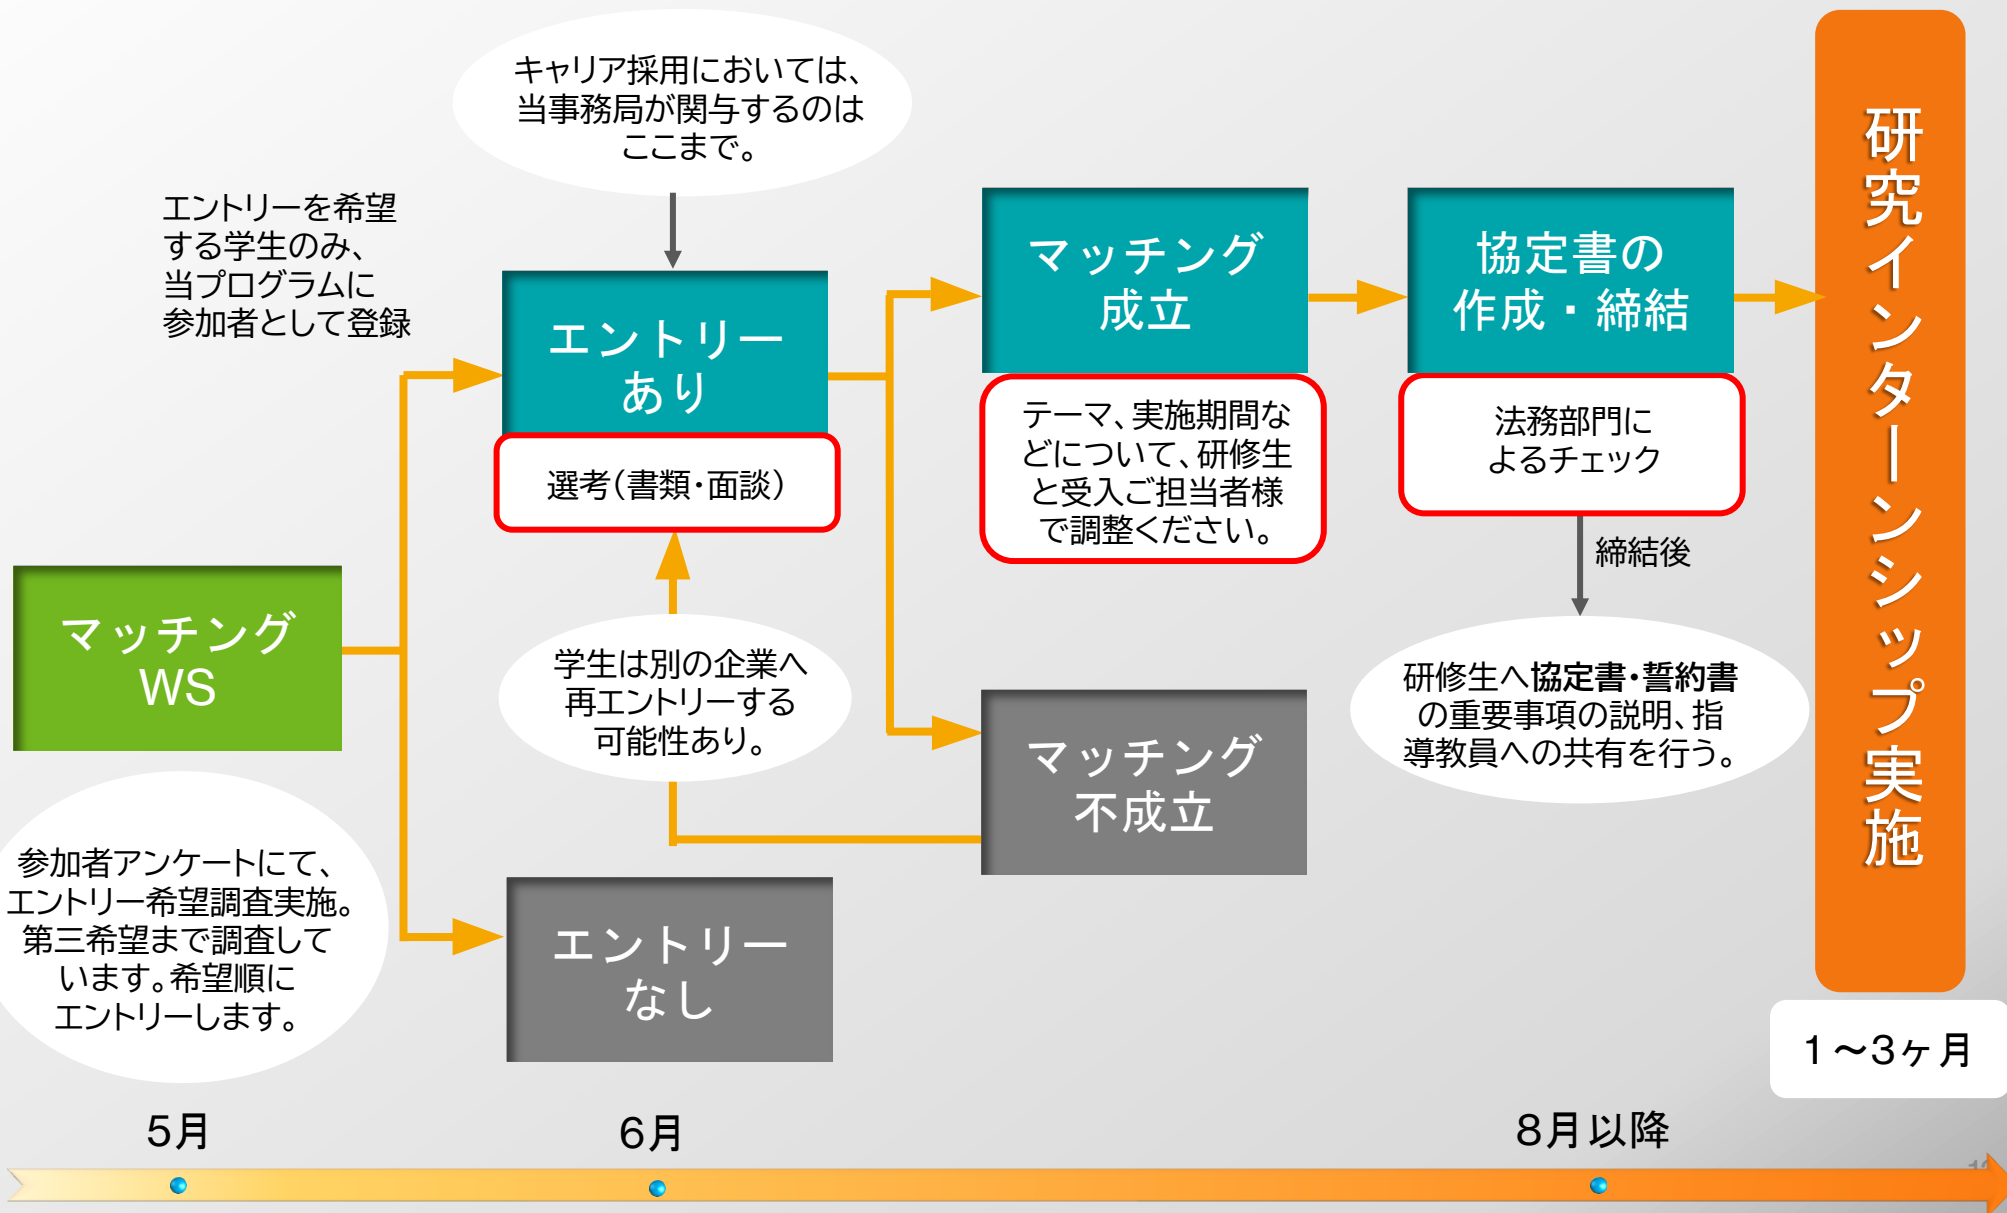 キャリア採用においては、
当事務局が関与するのは
ここまで。
エントリーを希望
する学生のみ、
当プログラムに
参加者として登録
エントリー
あり
選考(書類・面談)
マッチング
成立
テーマ、実施期間な
どについて、研修生
と受入ご担当者様
で調整ください。
協定書の
作成・締結
法務部門に
よるチェック
締結後
研修生へ協定書・誓約書
の重要事項の説明、指
導教員への共有を行う。
研究インターンシップ実施
1～3ヶ月
マッチング
WS
参加者アンケートにて、
エントリー希望調査実施。
第三希望まで調査して
います。希望順に
エントリーします。
学生は別の企業へ
再エントリーする
可能性あり。
マッチング
不成立
エントリー
なし
5月
6月
8月以降